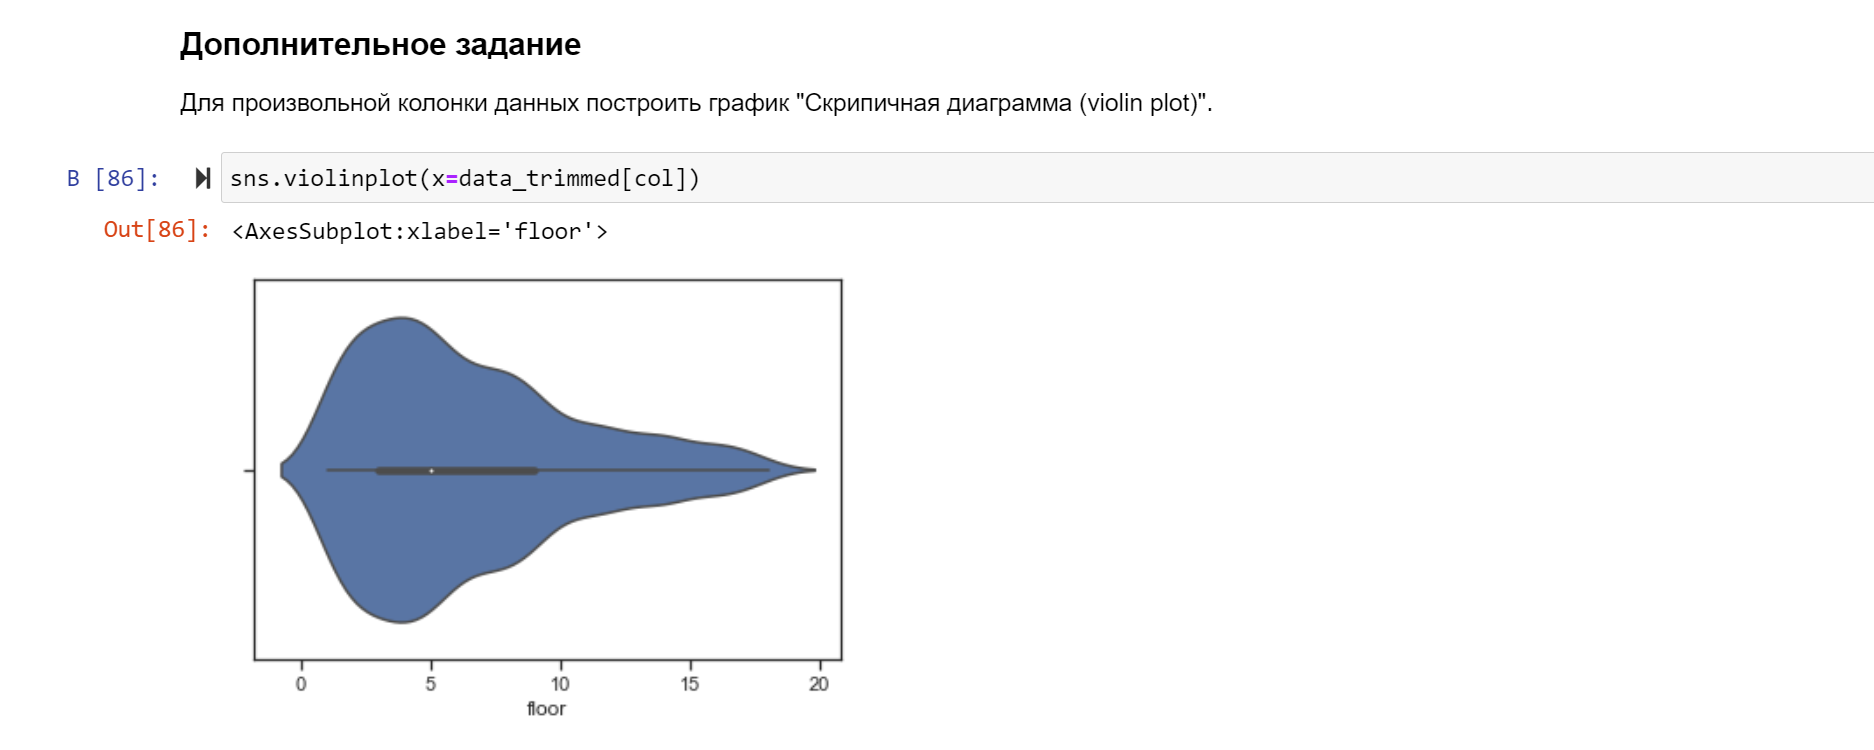 Дополнительное задание
Для произвольной колонки данных построить график "Скрипичная диаграмма (violin plot)".
В [86]: sns.violinplot(x=data_trimmed[col])
Out[86]: <AxesSubplot:xlabel='floor'>
0 5 10 15 20
floor